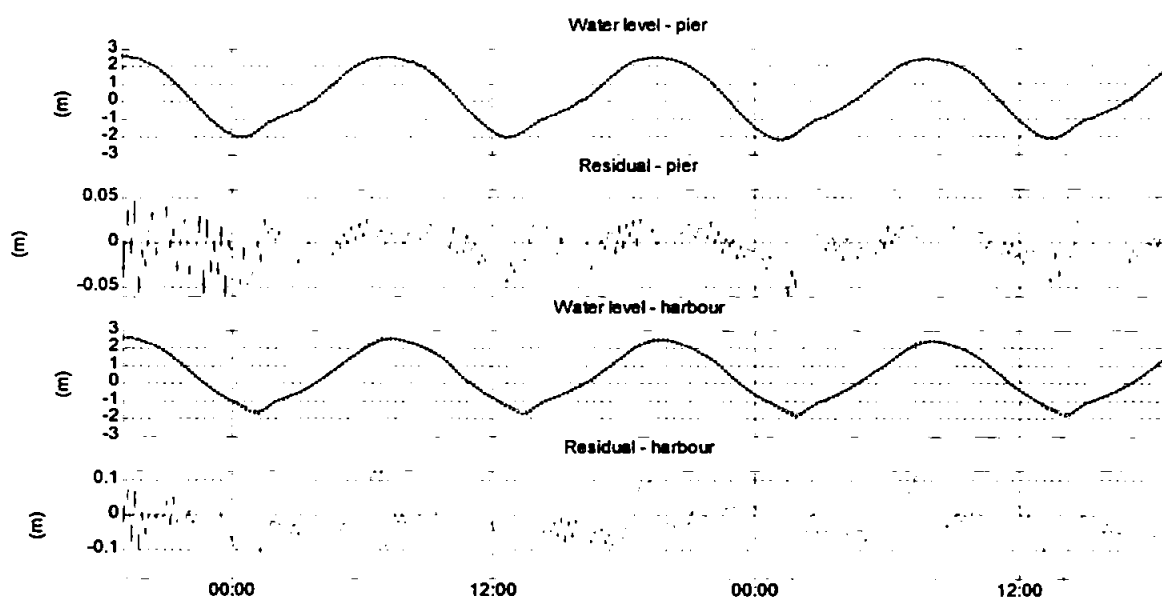 Water level - pier
3
2
1
0
-1
-2
-3
(m)
Residual - pier
0.05
0
-0.05
(m)
Water level - harbour
3
2
1
0
-1
-2
-3
(m)
Residual - harbour
0.1
0
-0.1
(m)
00:00 12:00 00:00 12:00